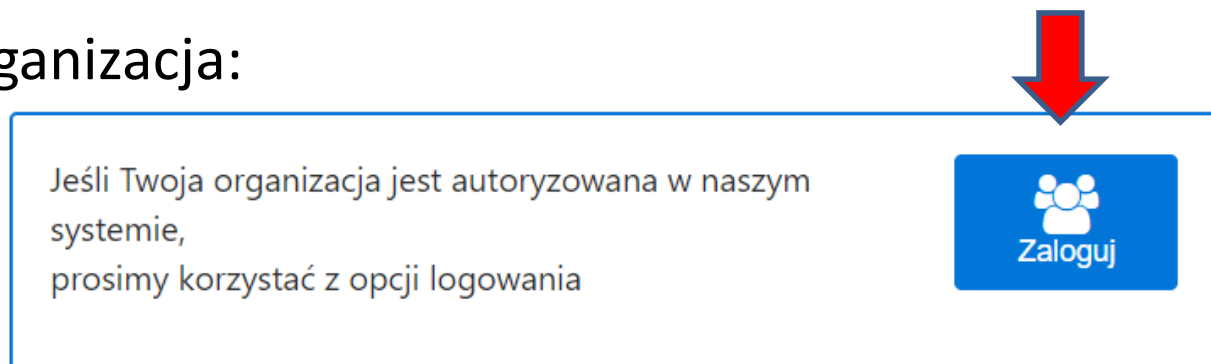 ganizacja:
Jeśli Twoja organizacja jest autoryzowana w naszym
systemie,
prosimy korzystać z opcji logowania
Zaloguj